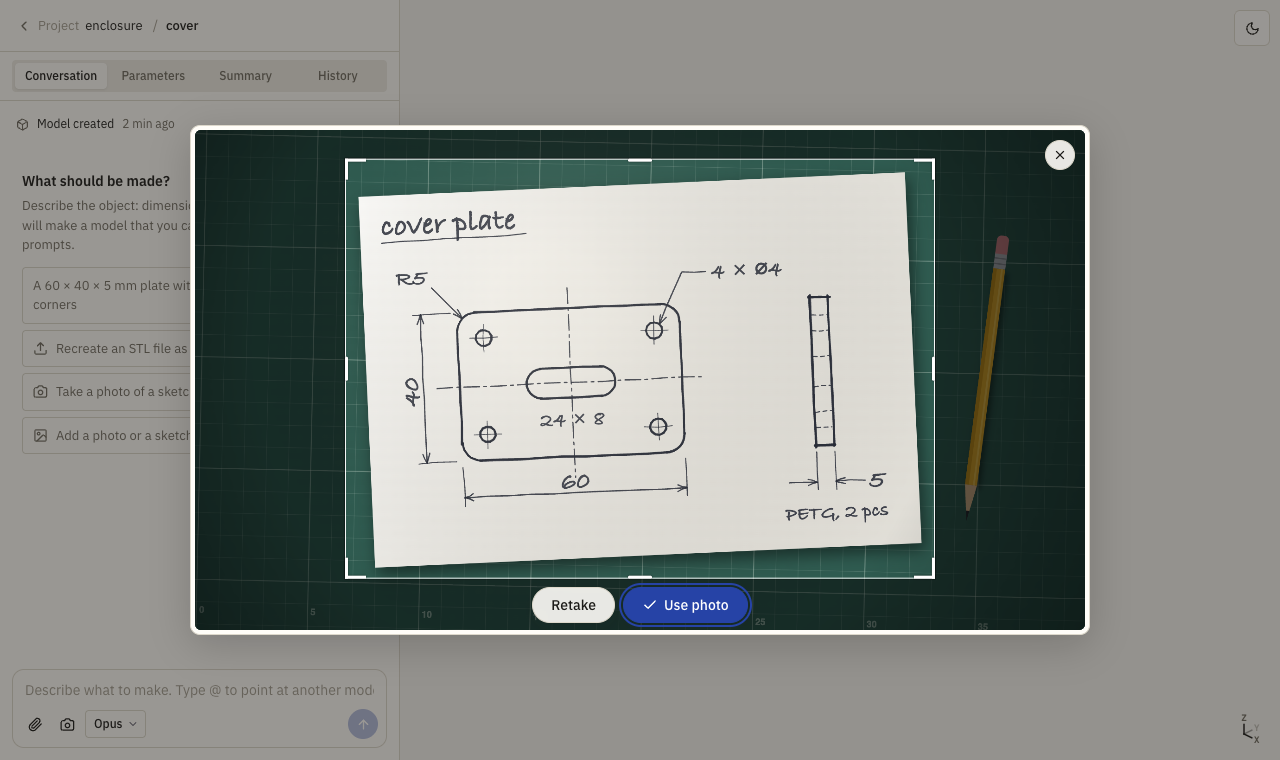 Project enclosure / cover
Conversation Parameters Summary History
Model created 2 min ago
What should be made?
Describe the object: dimensi
will make a model that you ca
prompts.
A 60 × 40 × 5 mm plate wit
corners
Recreate an STL file as
Take a photo of a sketch
Add a photo or a sketch
cover plate
R5
4 × Ø4
40
24 × 8
60
5
PETG, 2 pcs
0
5
10
25
30
35
Retake
Use photo
Describe what to make. Type @ to point at another mode
Opus
Z
Y
X